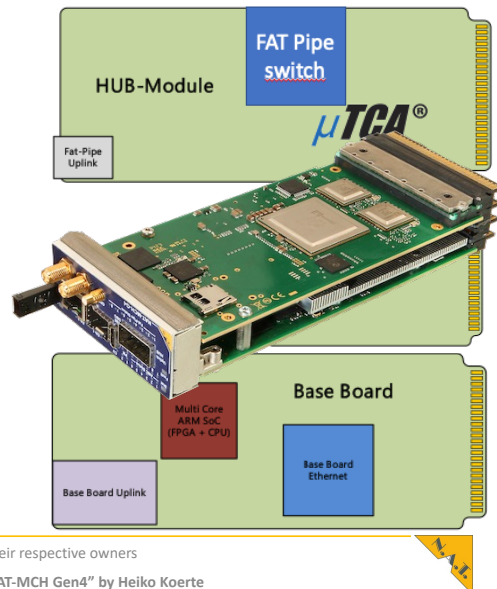 FAT Pipe
switch
HUB-Module
μTCA®
Fat-Pipe
Uplink
Base Board
Multi Core
ARM SoC
(FPGA + CPU)
Base Board
Ethernet
Base Board Uplink
eir respective owners
AT-MCH Gen4” by Heiko Koerte
N.A.T.